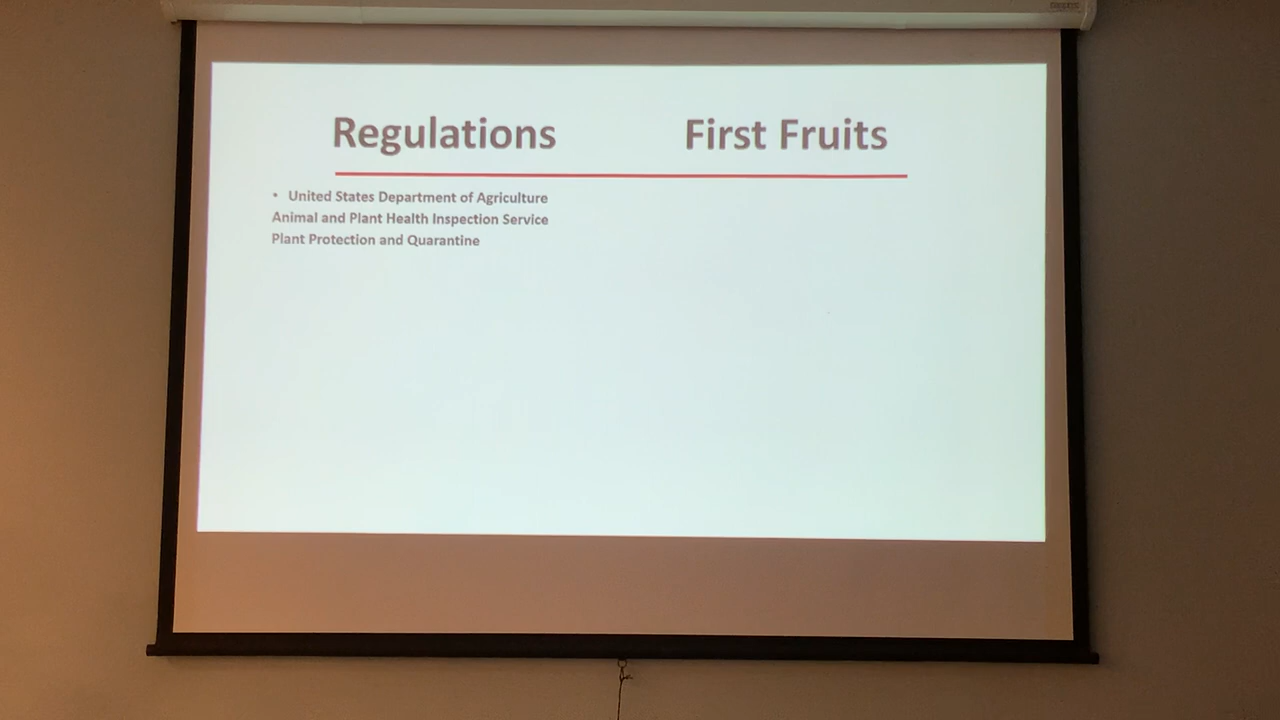 Regulations First Fruits
• United States Department of Agriculture
Animal and Plant Health Inspection Service
Plant Protection and Quarantine